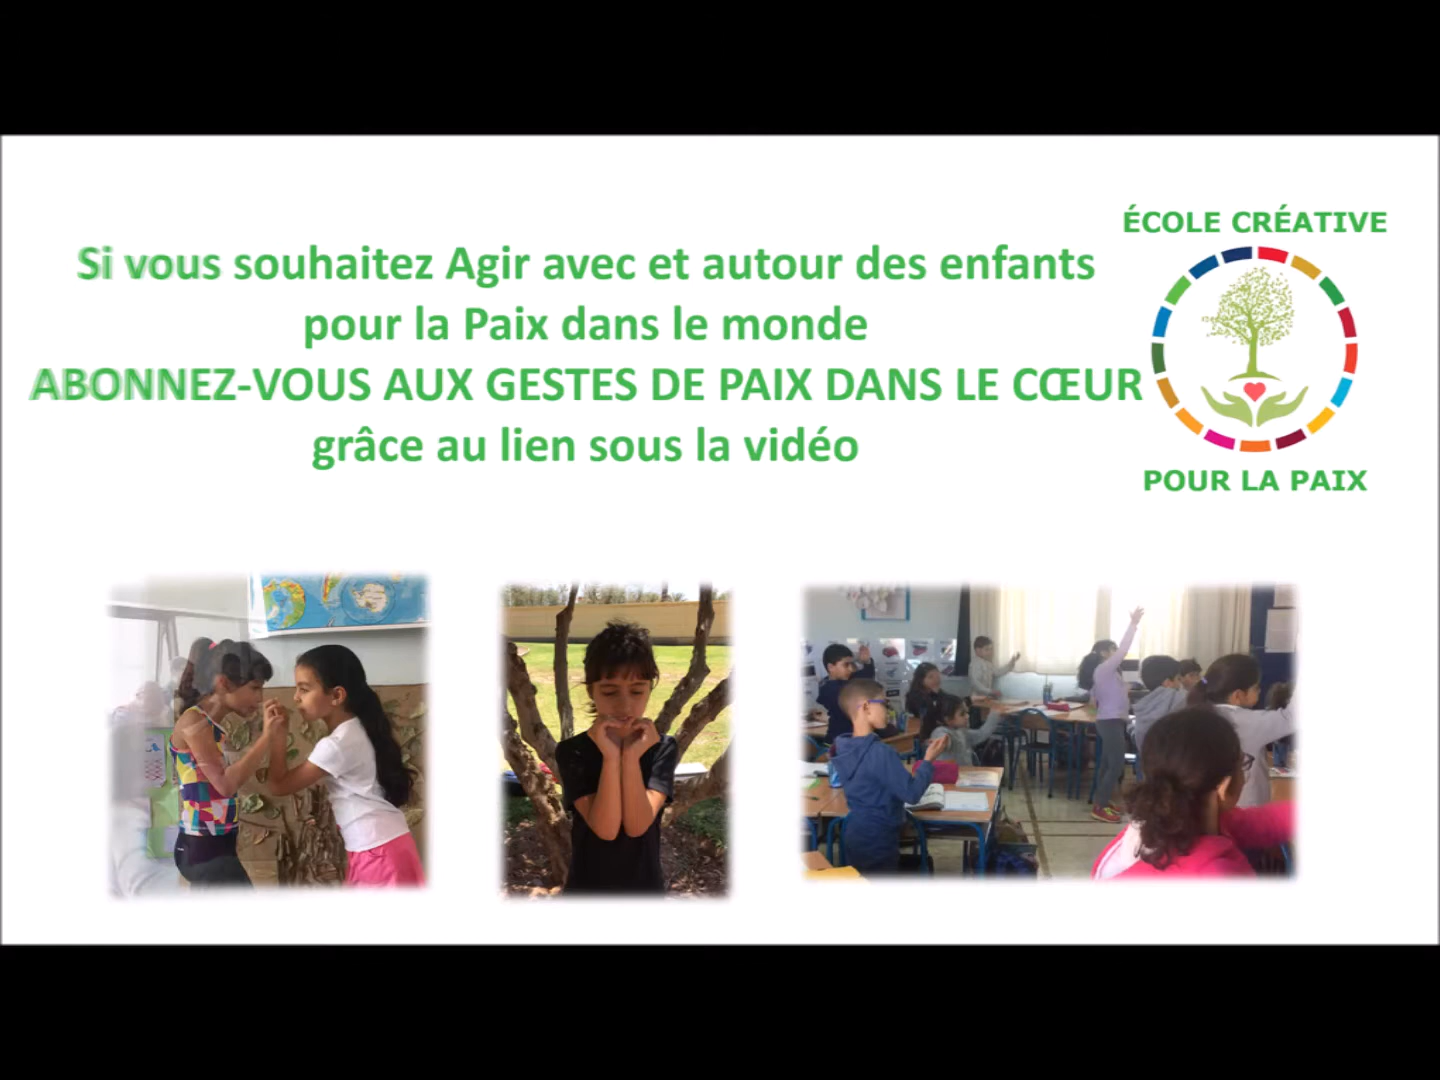 ÉCOLE CRÉATIVE
Si vous souhaitez Agir avec et autour des enfants
pour la Paix dans le monde
ABONNEZ-VOUS AUX GESTES DE PAIX DANS LE CŒUR
grâce au lien sous la vidéo
POUR LA PAIX